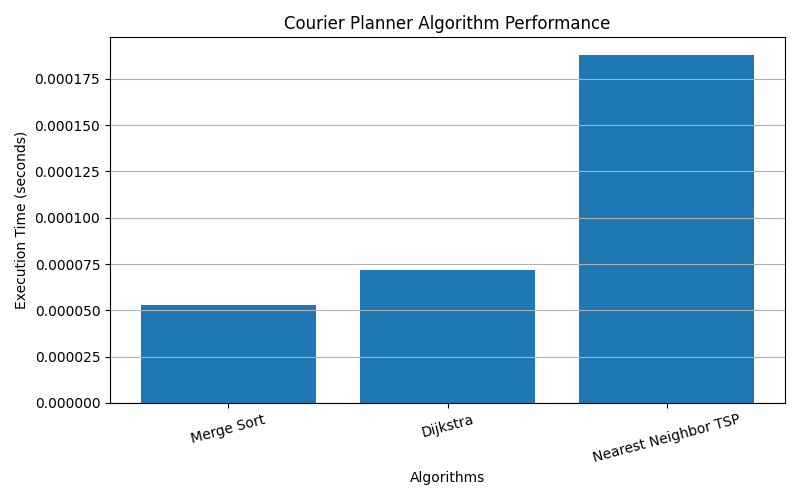 Courier Planner Algorithm Performance
Execution Time (seconds)
0.000175
0.000150
0.000125
0.000100
0.000075
0.000050
0.000025
0.000000
Merge Sort
Dijkstra
Nearest Neighbor TSP
Algorithms